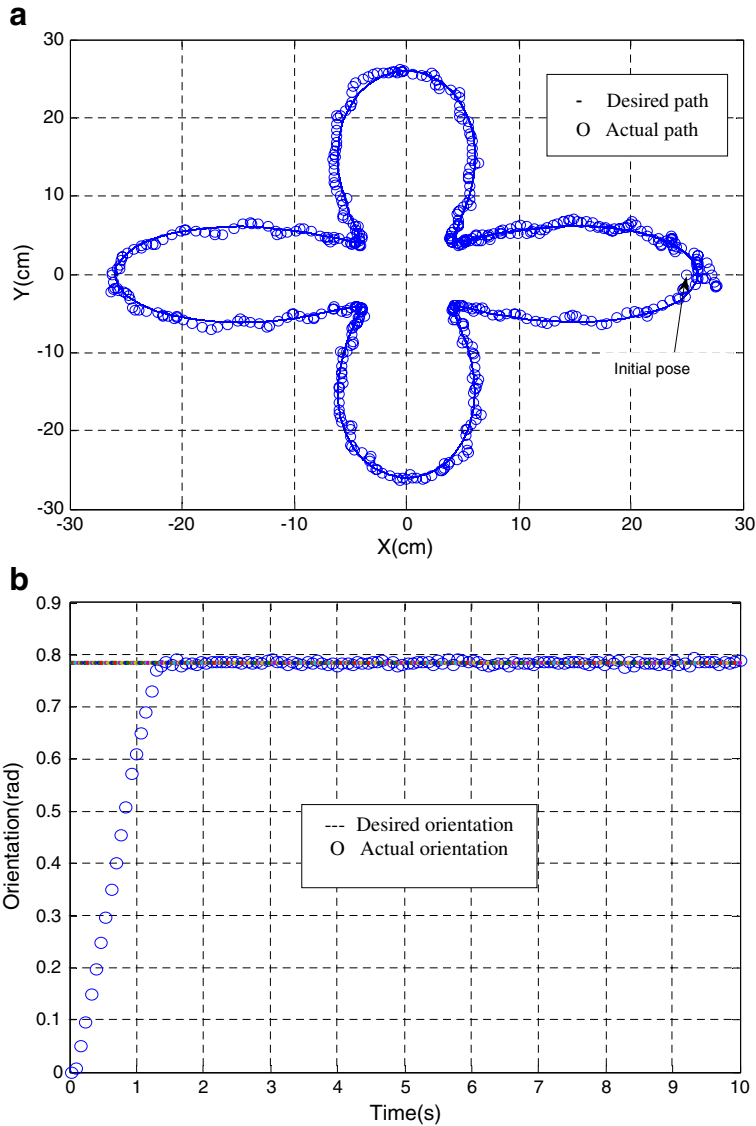 a
30
20
10
0
-10
-20
-30
Y(cm)
- Desired path
O Actual path
Initial pose
-30 -20 -10 0 10 20 30
X(cm)
b
0.9
0.8
0.7
0.6
0.5
0.4
0.3
0.2
0.1
0
Orientation(rad)
--- Desired orientation
O Actual orientation
0 1 2 3 4 5 6 7 8 9 10
Time(s)